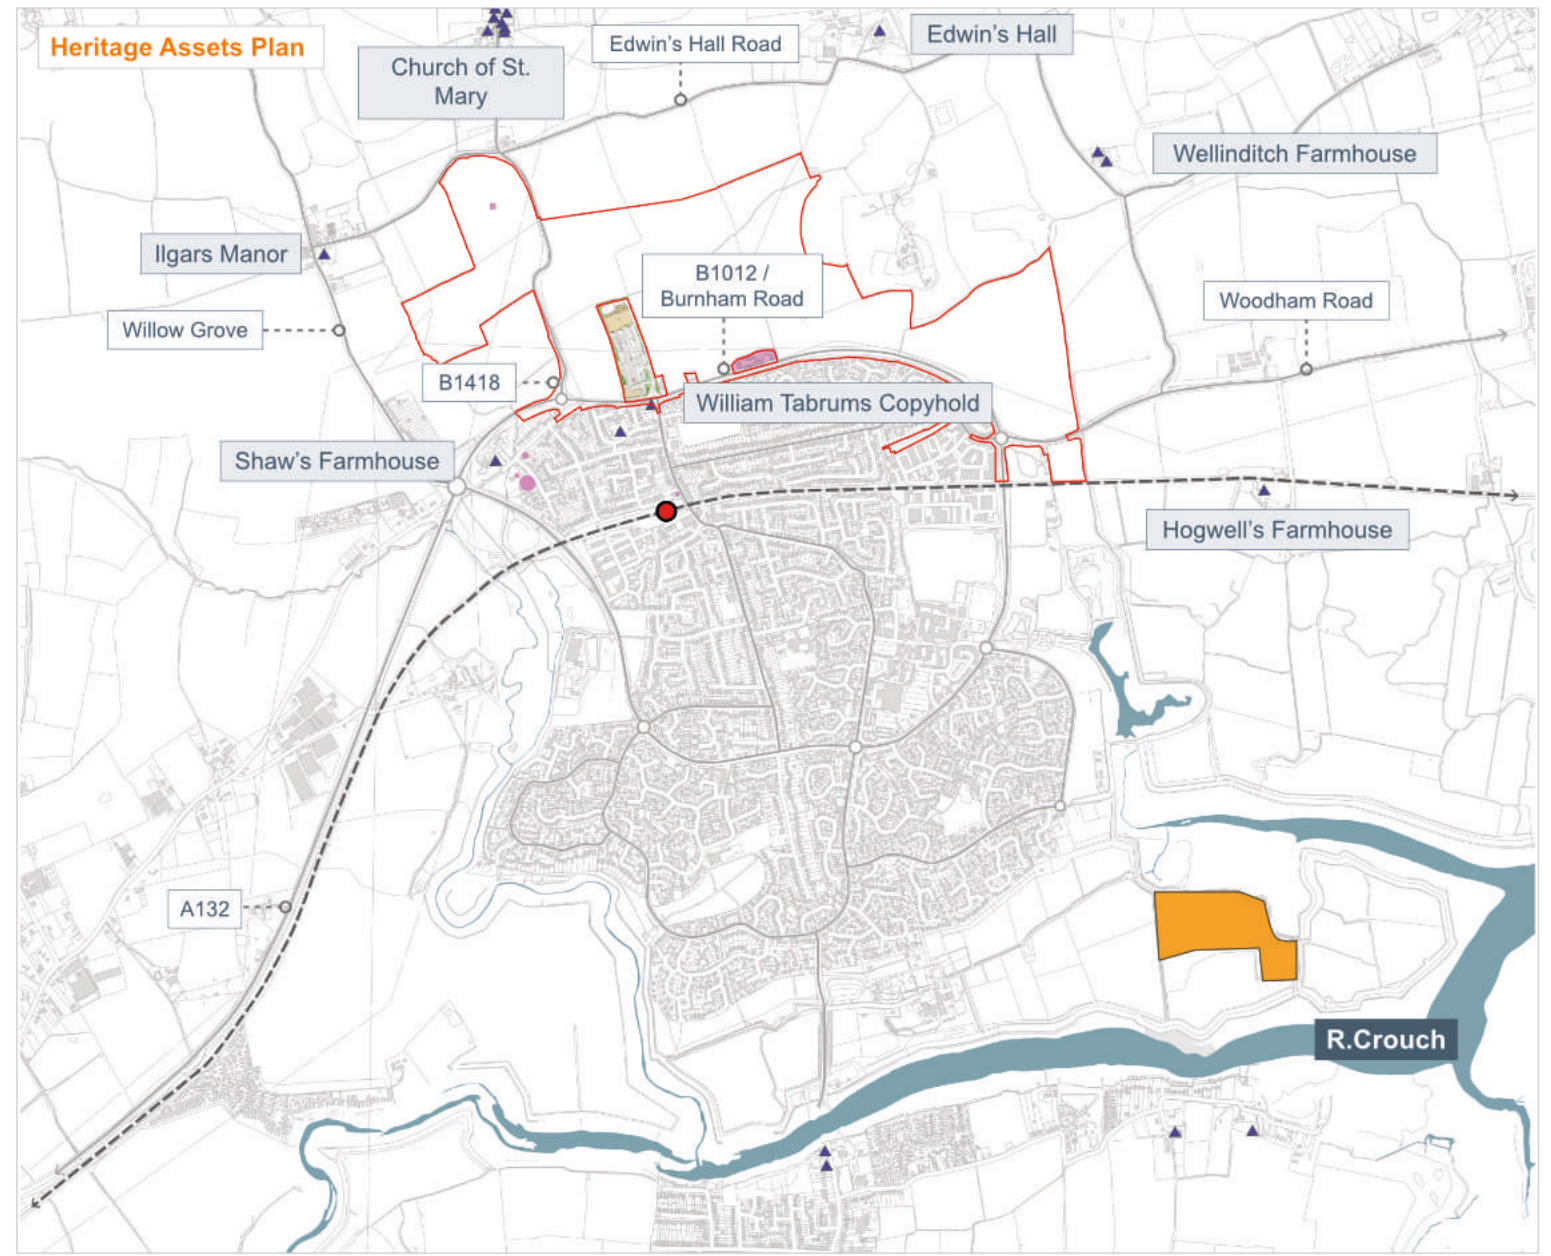 Heritage Assets Plan
Church of St.
Mary
Edwin's Hall Road
Edwin's Hall
Wellinditch Farmhouse
Ilgars Manor
B1012 /
Burnham Road
Woodham Road
Willow Grove
B1418
William Tabrums Copyhold
Shaw's Farmhouse
Hogwell's Farmhouse
A132
R.Crouch